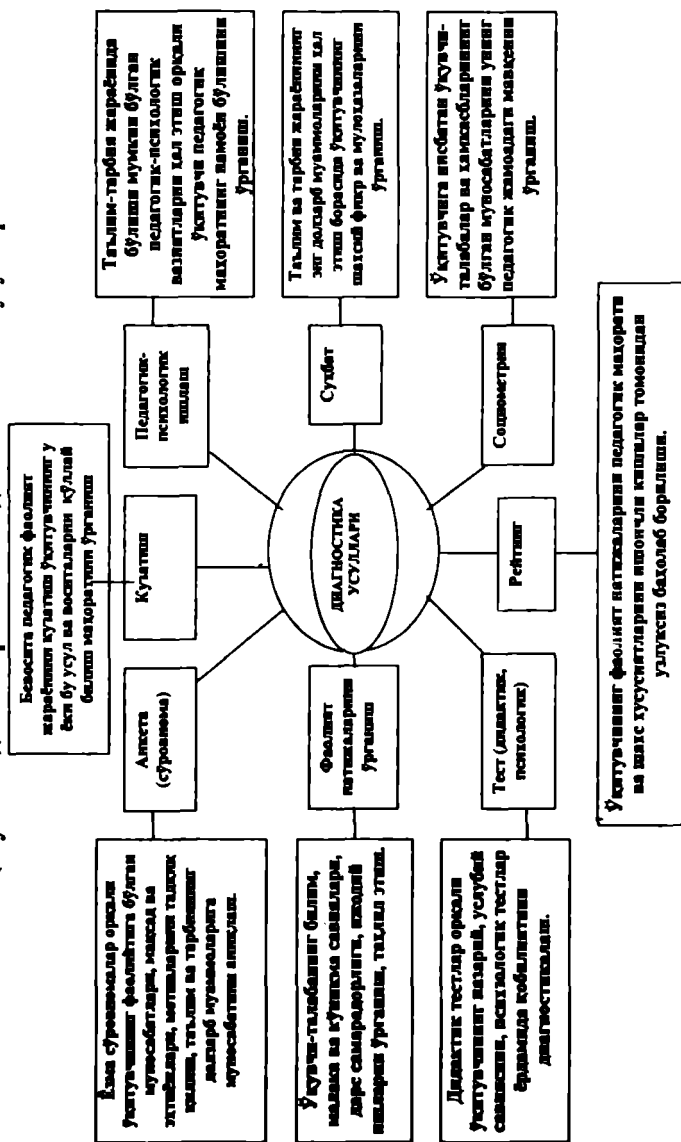 Бевосита педагогик фаолият
жараёнини кузатиш ўқитувчининг у
ёки бу усул ва воситаларни қўллай
билиш маҳоратини ўрганиш
Ёзма сўровномалар орқали
ўқитувчининг фаолиятига бўлган
муносабатлари, мақсад ва
эҳтиёжлари, мотивларини тадқиқ
қилиш, таълим ва тарбиянинг
долзарб муаммоларига
муносабатини аниқлаш.
Анкета
(сўровнома)
Кузатиш
Педагогик-
психологик
ишлаш
Таълим-тарбия жараёнида
бўлиши мумкин бўлган
педагогик-психологик
вазиятларни ҳал этиш орқали
ўқитувчи педагогик
маҳоратининг намоён бўлишини
ўрганиш.
Ўқувчи-талабанинг билим,
малака ва кўникма савиялари,
дарс самарадорлиги, ижодий
ишларни ўрганиш, таҳлил этиш.
Фаолият
натижаларини
ўрганиш
ДИАГНОСТИКА
УСУЛЛАРИ
Суҳбат
Таълим ва тарбия жараёнининг
энг долзарб муаммоларини ҳал
этиш борасида ўқитувчининг
шахсий фикр ва мулоҳазаларини
ўрганиш.
Дидактик тестлар орқали
ўқитувчининг назарий, услубий
савиясини, психологик тестлар
ёрдамида қобилиятини
диагностикалаш.
Тест (дидактик,
психологик)
Рейтинг
Социометрия
Ўқитувчига нисбатан ўқувчи-
талабалар ва ҳамкасбларининг
бўлган муносабатларини унинг
педагогик жамоадаги мавқеини
ўрганиш.
Ўқитувчининг фаолият натижаларини педагогик маҳорати
ва шахс хусусиятларини ишончли кишилар томонидан
узлуксиз баҳолаб борилиши.